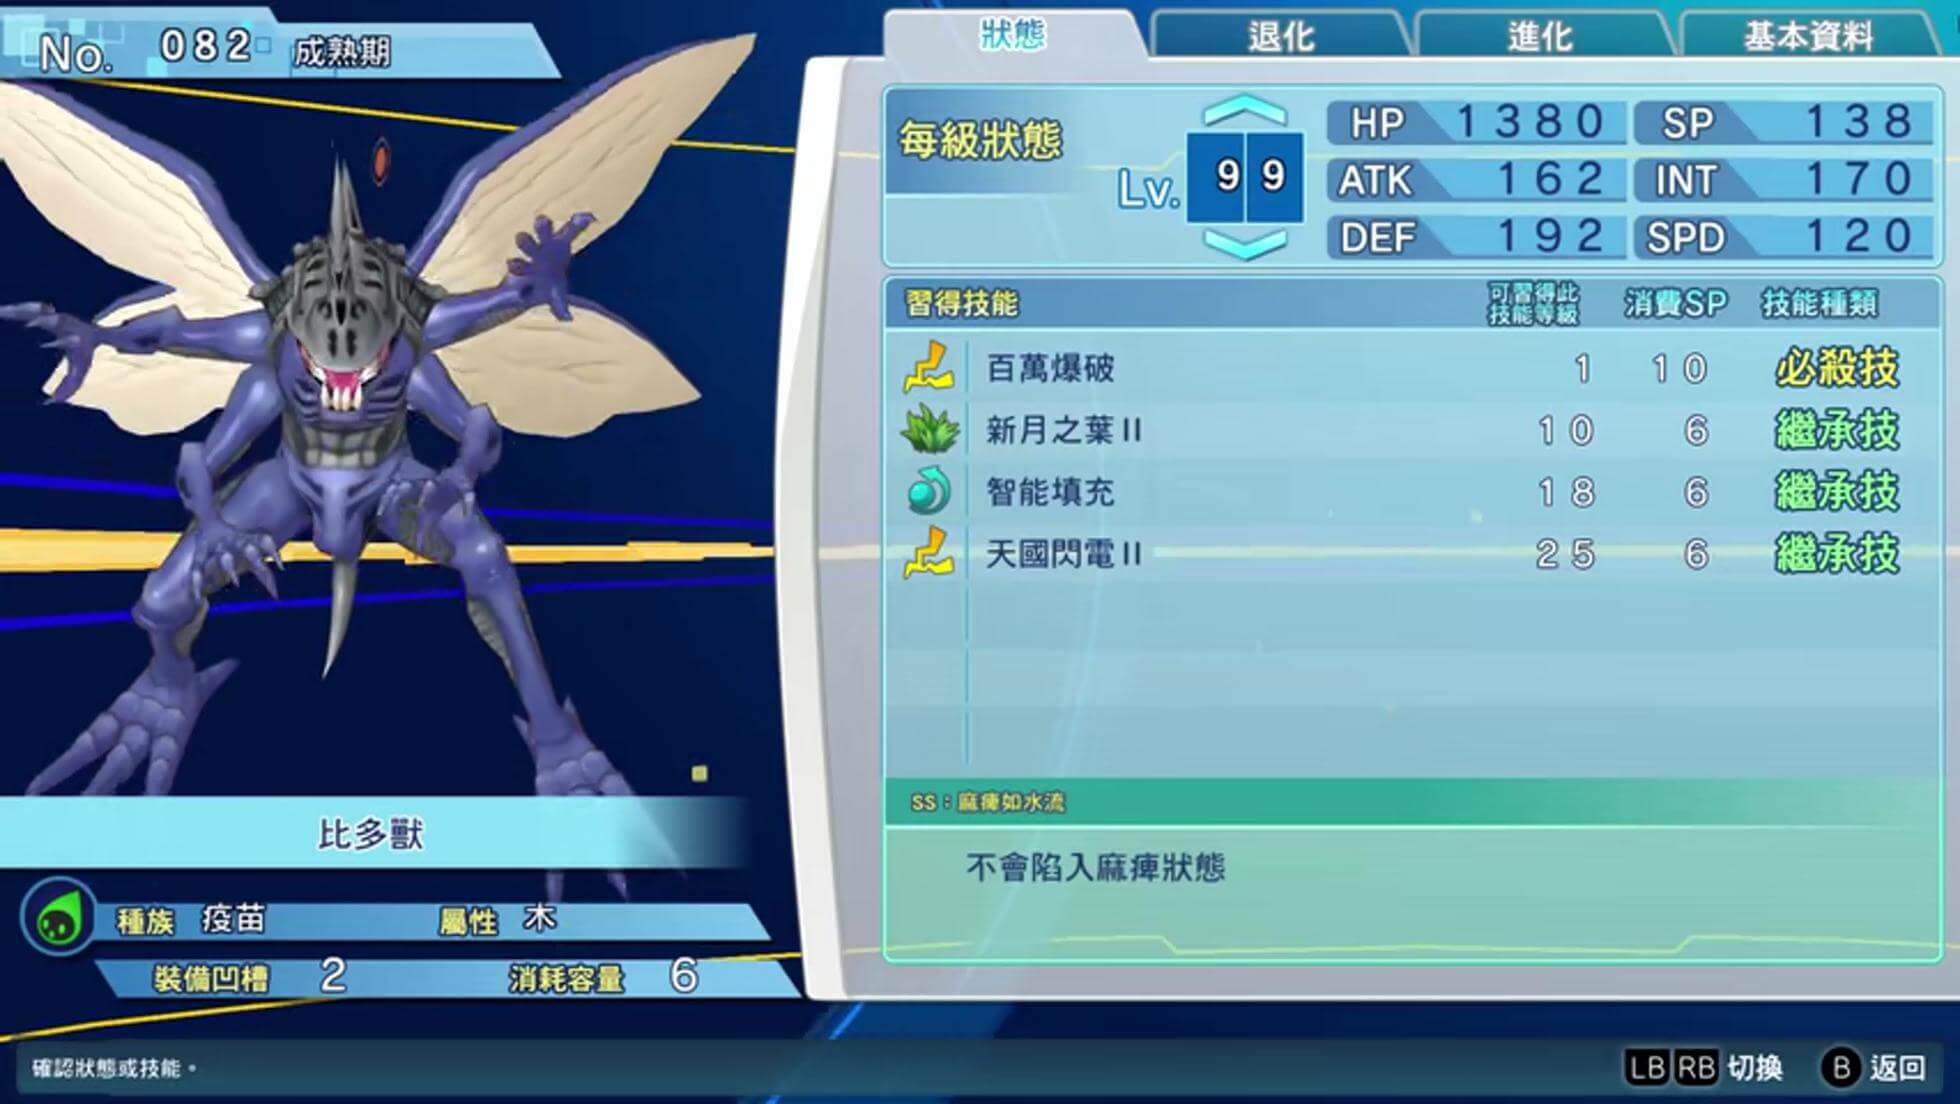 No. 082 成熟期
狀態 退化 進化 基本資料
每級狀態
Lv. 99
HP 1380 SP 138
ATK 162 INT 170
DEF 192 SPD 120
習得技能 可習得此技能等級 消費SP 技能種類
百萬爆破 1 10 必殺技
新月之葉II 10 6 繼承技
智能填充 18 6 繼承技
天國閃電II 25 6 繼承技
SS：麻痺如水流
不會陷入麻痺狀態
比多獸
種族 疫苗 屬性 木
裝備凹槽 2 消耗容量 6
確認狀態或技能。
LB RB 切換 B 返回